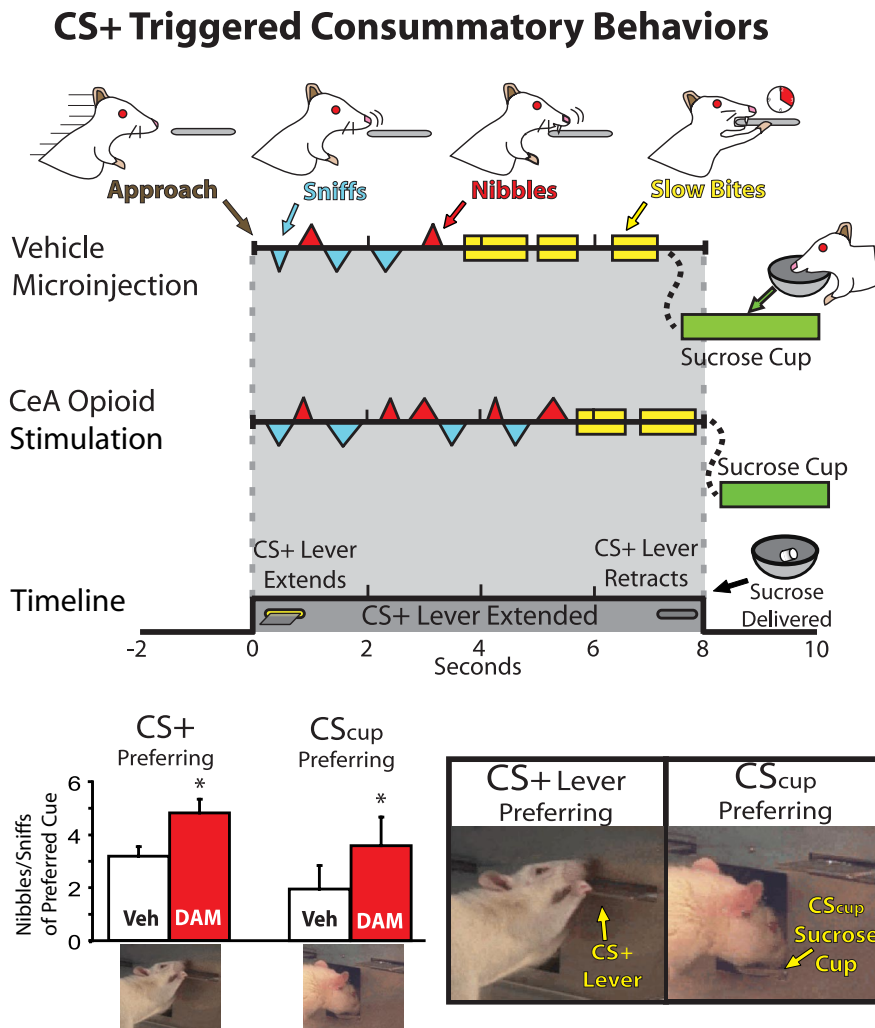 CS+ Triggered Consummatory Behaviors
Approach
Sniffs
Nibbles
Slow Bites
Vehicle
Microinjection
Sucrose Cup
CeA Opioid
Stimulation
Sucrose Cup
CS+ Lever
Extends
CS+ Lever
Retracts
Sucrose
Delivered
Timeline
CS+ Lever Extended
-2
0
2
4
6
8
10
Seconds
CS+
Preferring
CScup
Preferring
Nibbles/Sniffs
of Preferred Cue
6
4
2
0
*
*
Veh
DAM
Veh
DAM
CS+ Lever
Preferring
CScup
Preferring
CS+
Lever
CScup
Sucrose
Cup